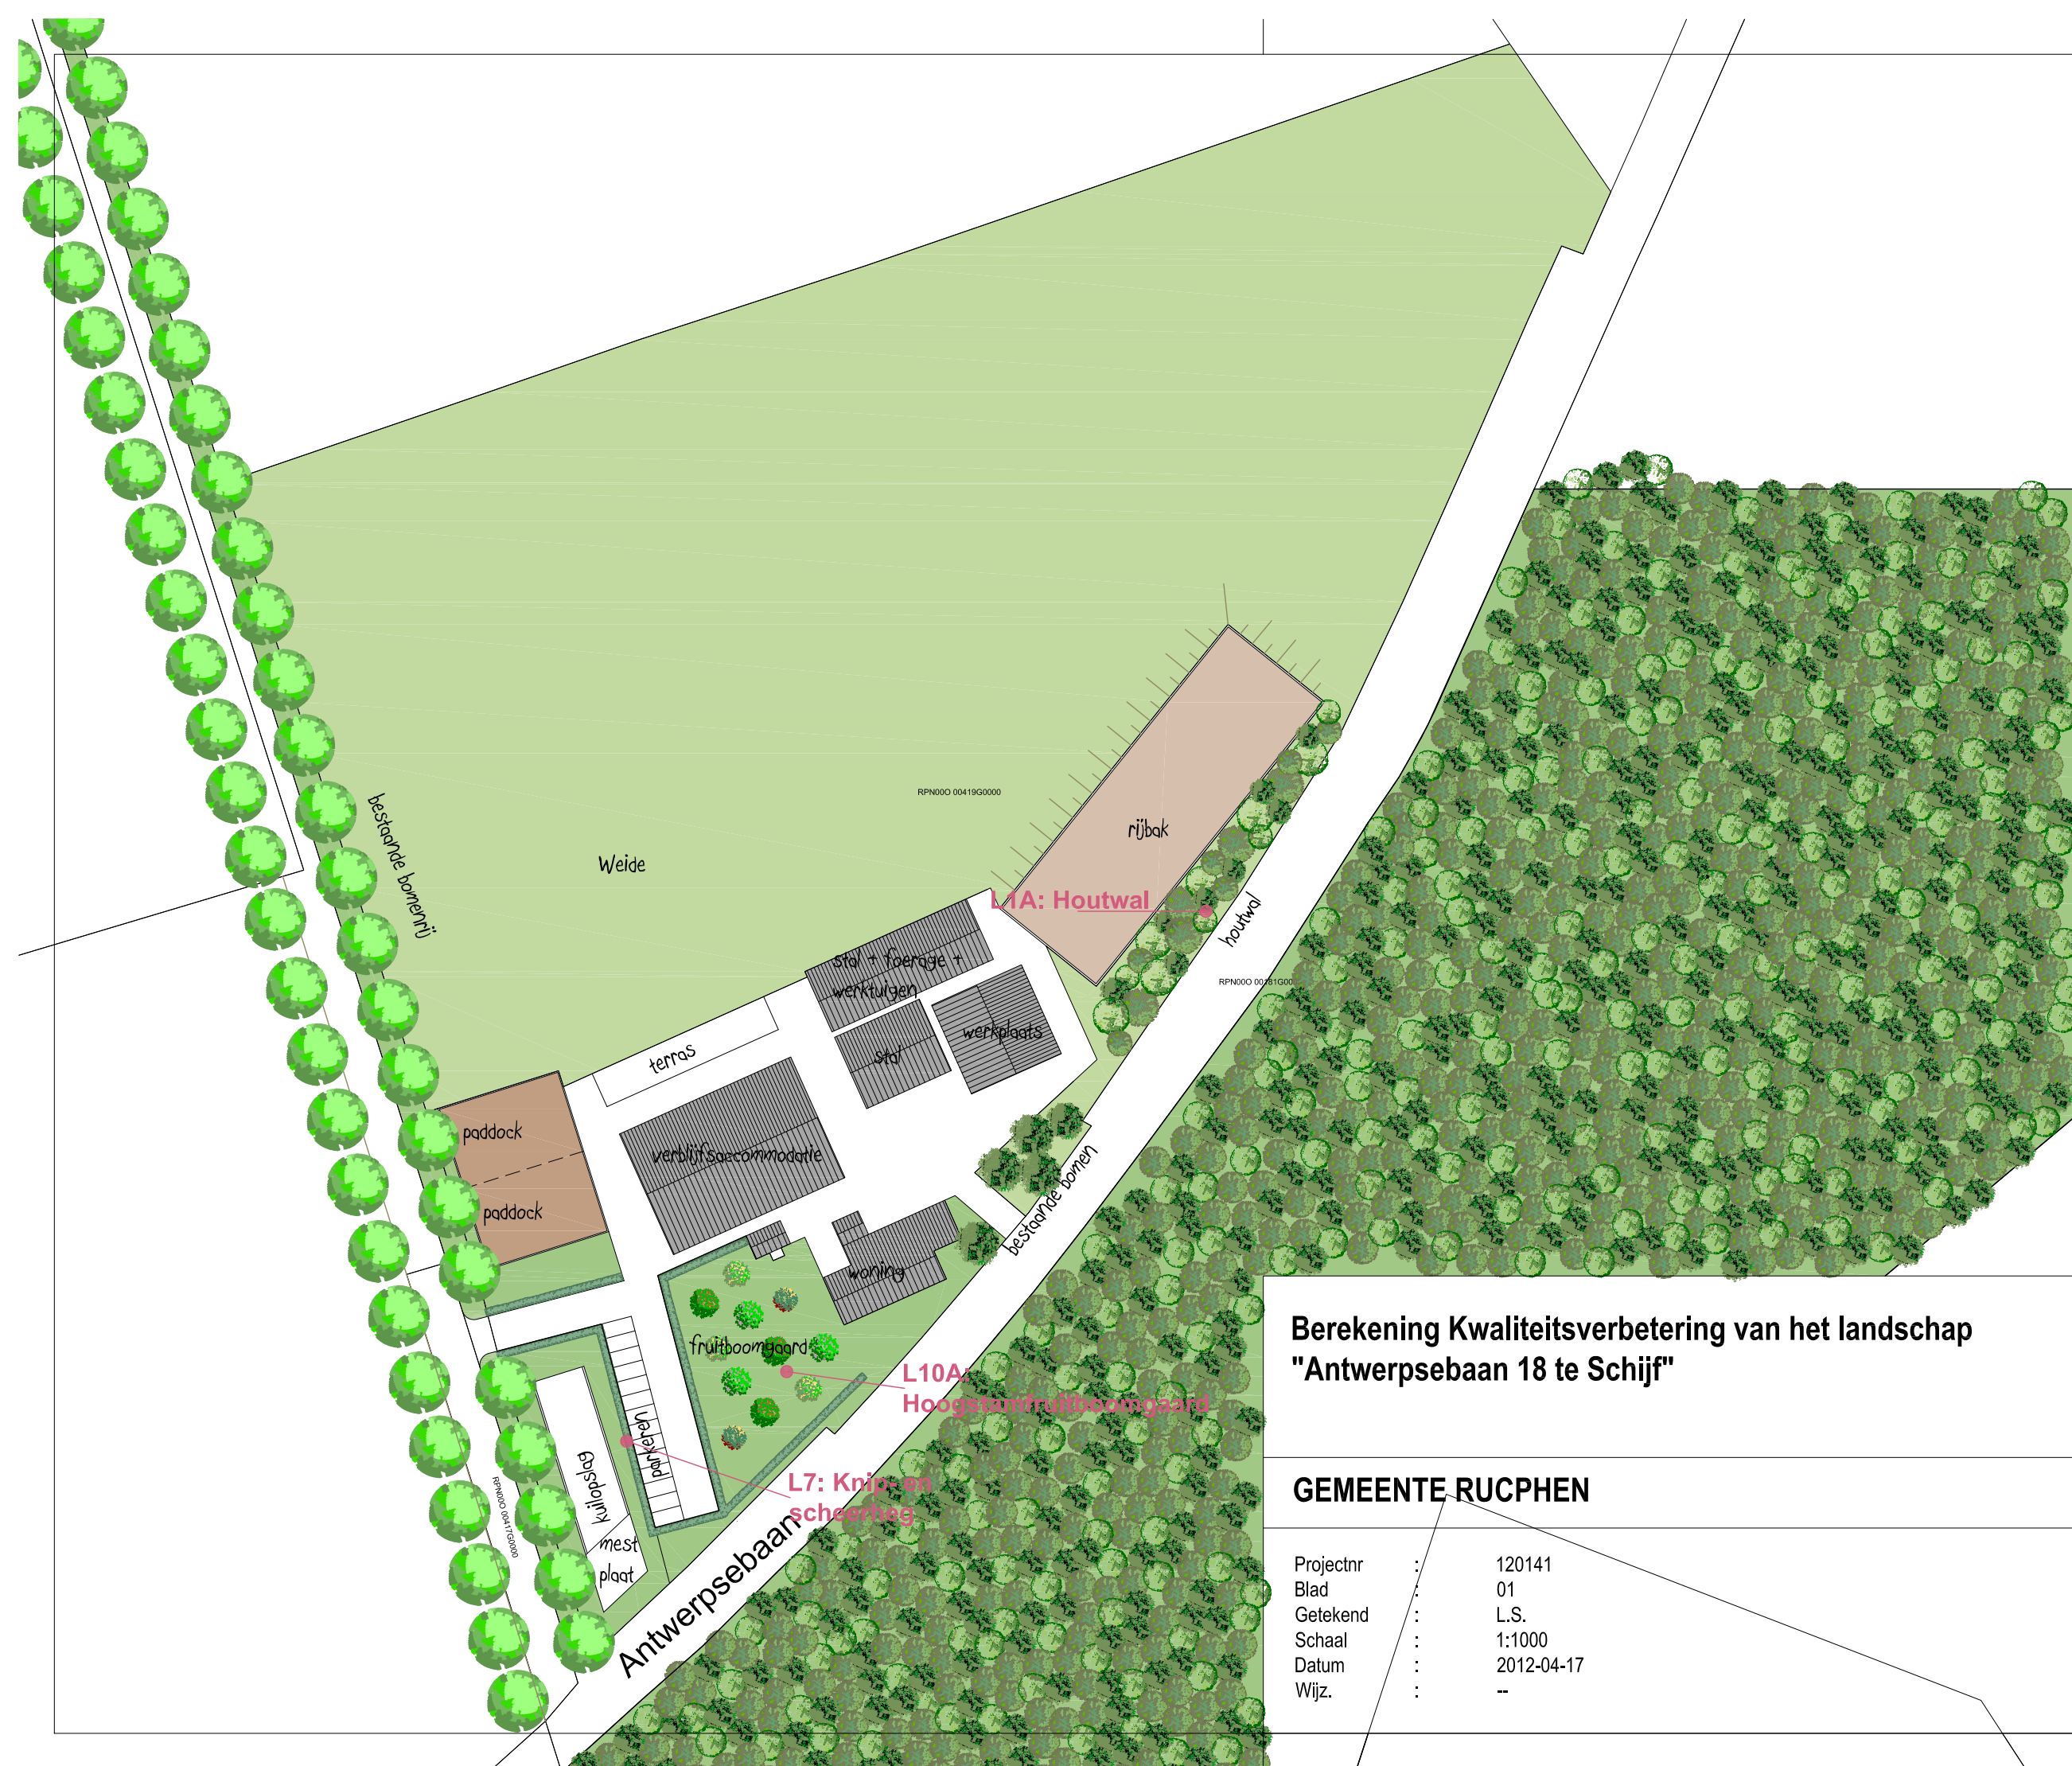 bestaande bomenrij
Weide
RPN00O 00419G0000
rijbak
L1A: Houtwal
houtwal
RPN00O 00181G00
stal + foerage +
werktuigen
stal
werkplaats
terras
verblijfsaccommodatie
paddock
paddock
bestaande bomen
woning
fruitboomgaard
L10A:
Hoogstamfruitboomgaard
parkeren
kuilopslag
L7: Knip- en
scheerheg
mest
plaat
RPN00O 00417G0000
Antwerpsebaan
Berekening Kwaliteitsverbetering van het landschap
"Antwerpsebaan 18 te Schijf"
GEMEENTE RUCPHEN
Projectnr : 120141
Blad : 01
Getekend : L.S.
Schaal : 1:1000
Datum : 2012-04-17
Wijz. : --